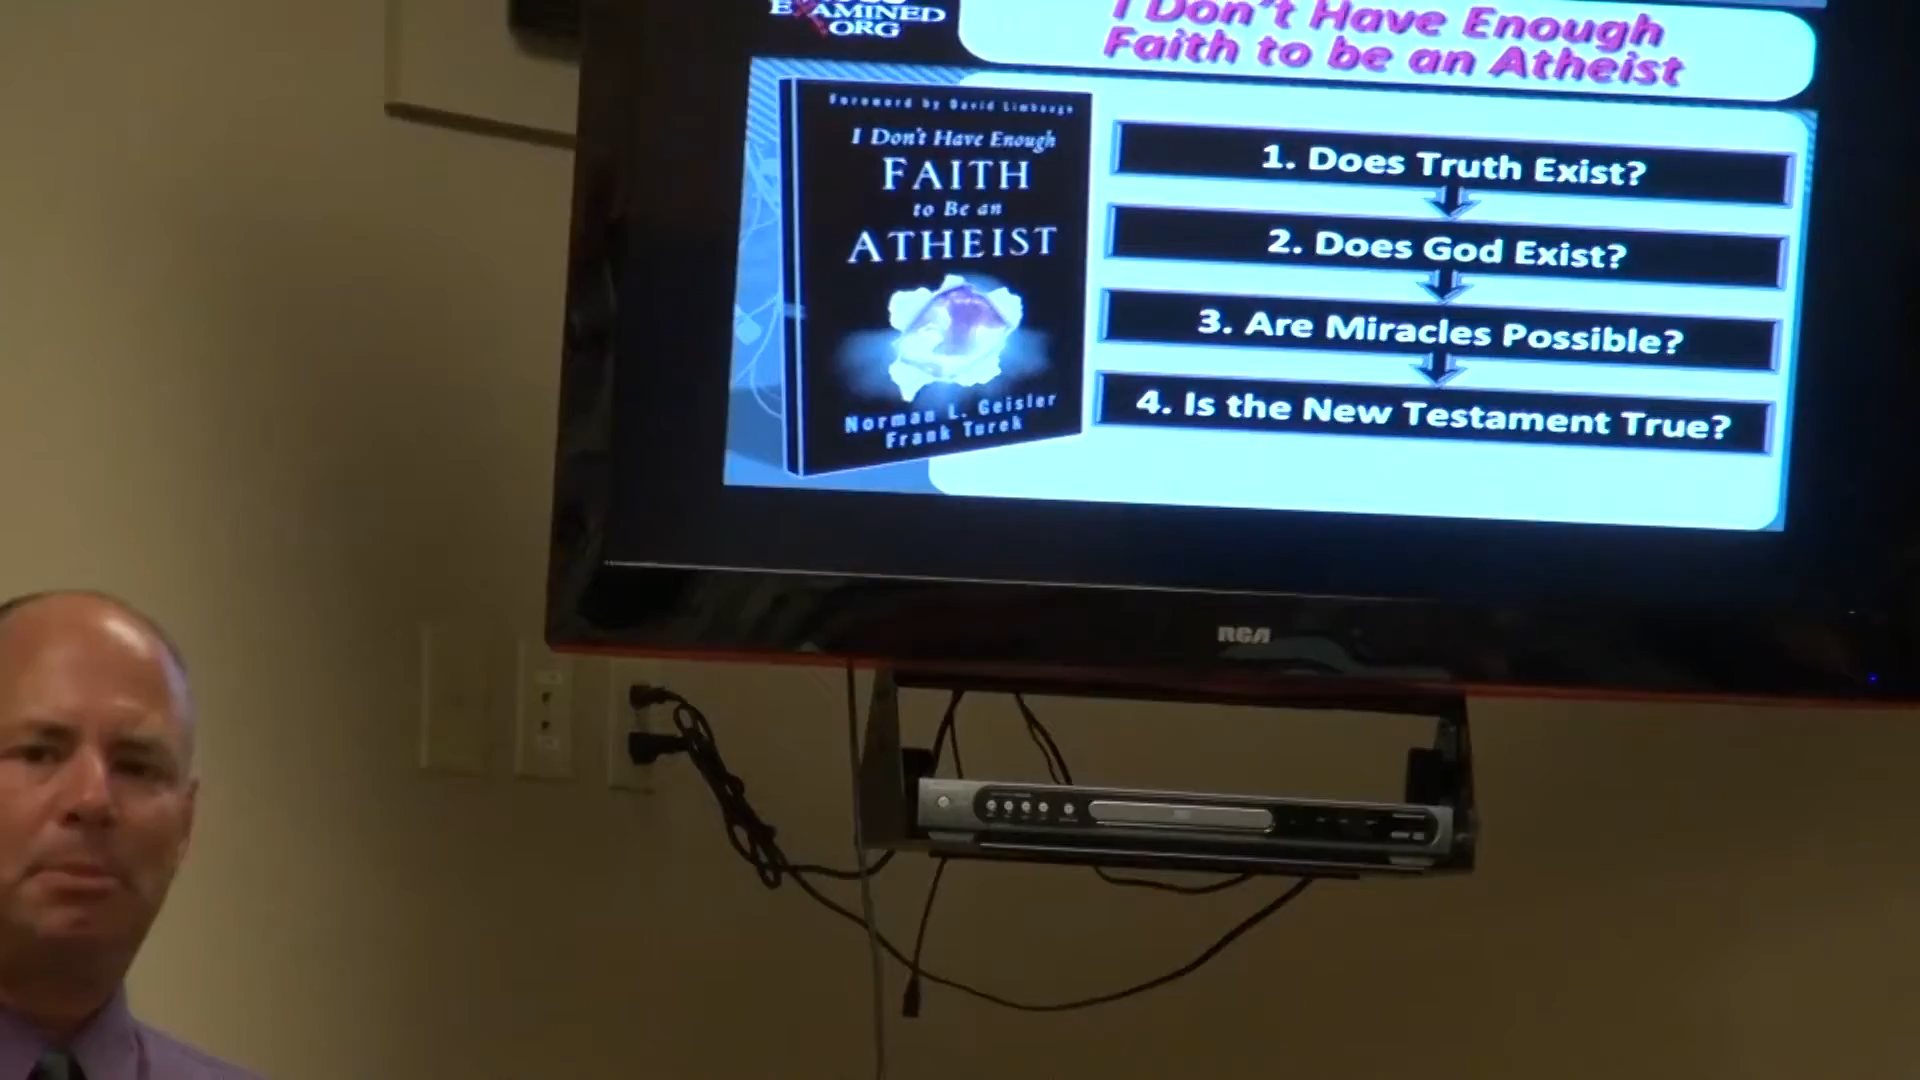 EXAMINED
.ORG
I Don't Have Enough
Faith to be an Atheist
Foreword by David Limbaugh
I Don't Have Enough
FAITH
to Be an
ATHEIST
Norman L. Geisler
Frank Turek
1. Does Truth Exist?
2. Does God Exist?
3. Are Miracles Possible?
4. Is the New Testament True?
RCA